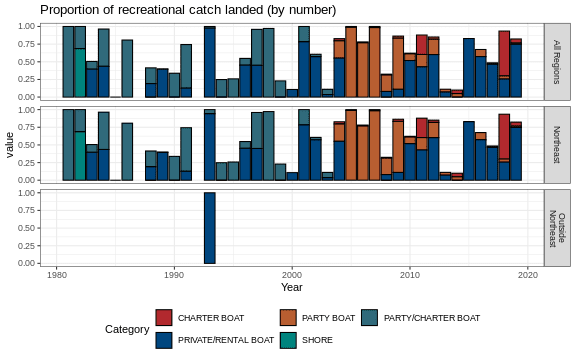 Proportion of recreational catch landed (by number)
1.00
0.75
0.50
0.25
0.00
All Regions
1.00
0.75
0.50
0.25
0.00
Northeast
value
1.00
0.75
0.50
0.25
0.00
Outside
Northeast
1980
1990
2000
2010
2020
Year
Category
CHARTER BOAT
PARTY BOAT
PARTY/CHARTER BOAT
PRIVATE/RENTAL BOAT
SHORE